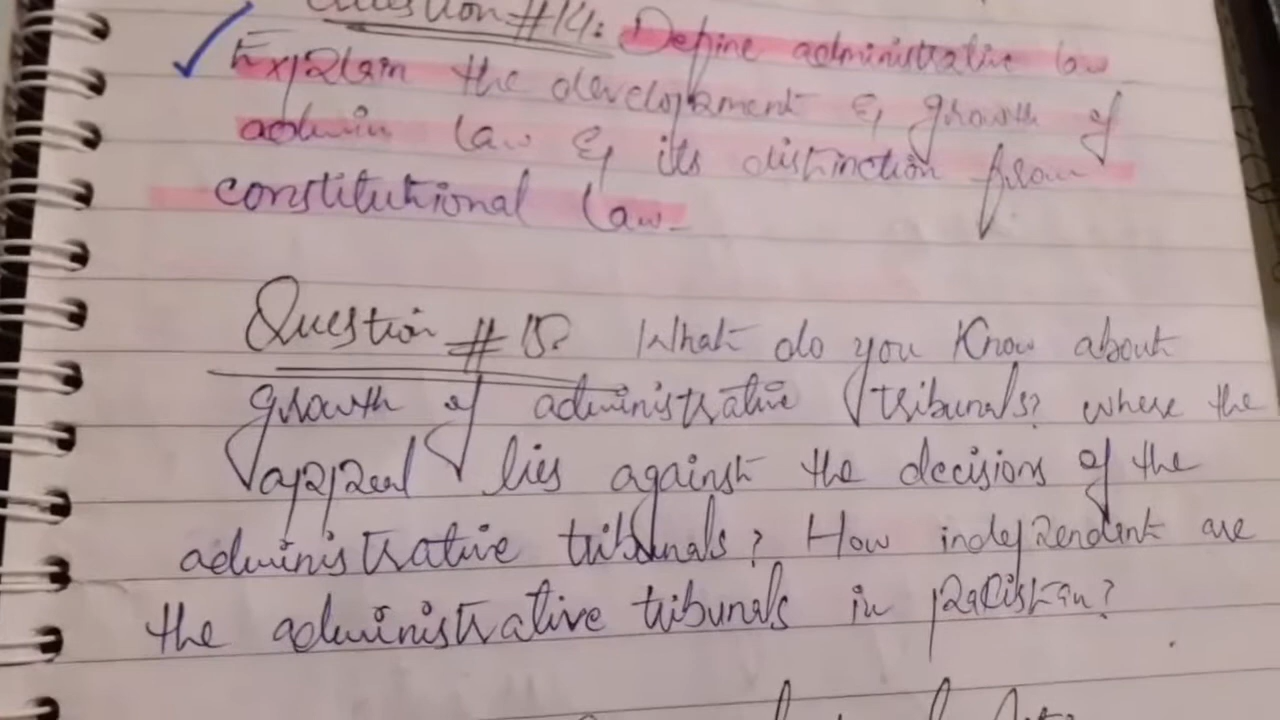 Question #14: Define administrative law
Explain the development & growth of
admin law & its distinction from
constitutional law.
Question #15: What do you know about
growth of administrative tribunals? where the
appeal lies against the decisions of the
administrative tribunals? How independent are
the administrative tribunals in pakistan?